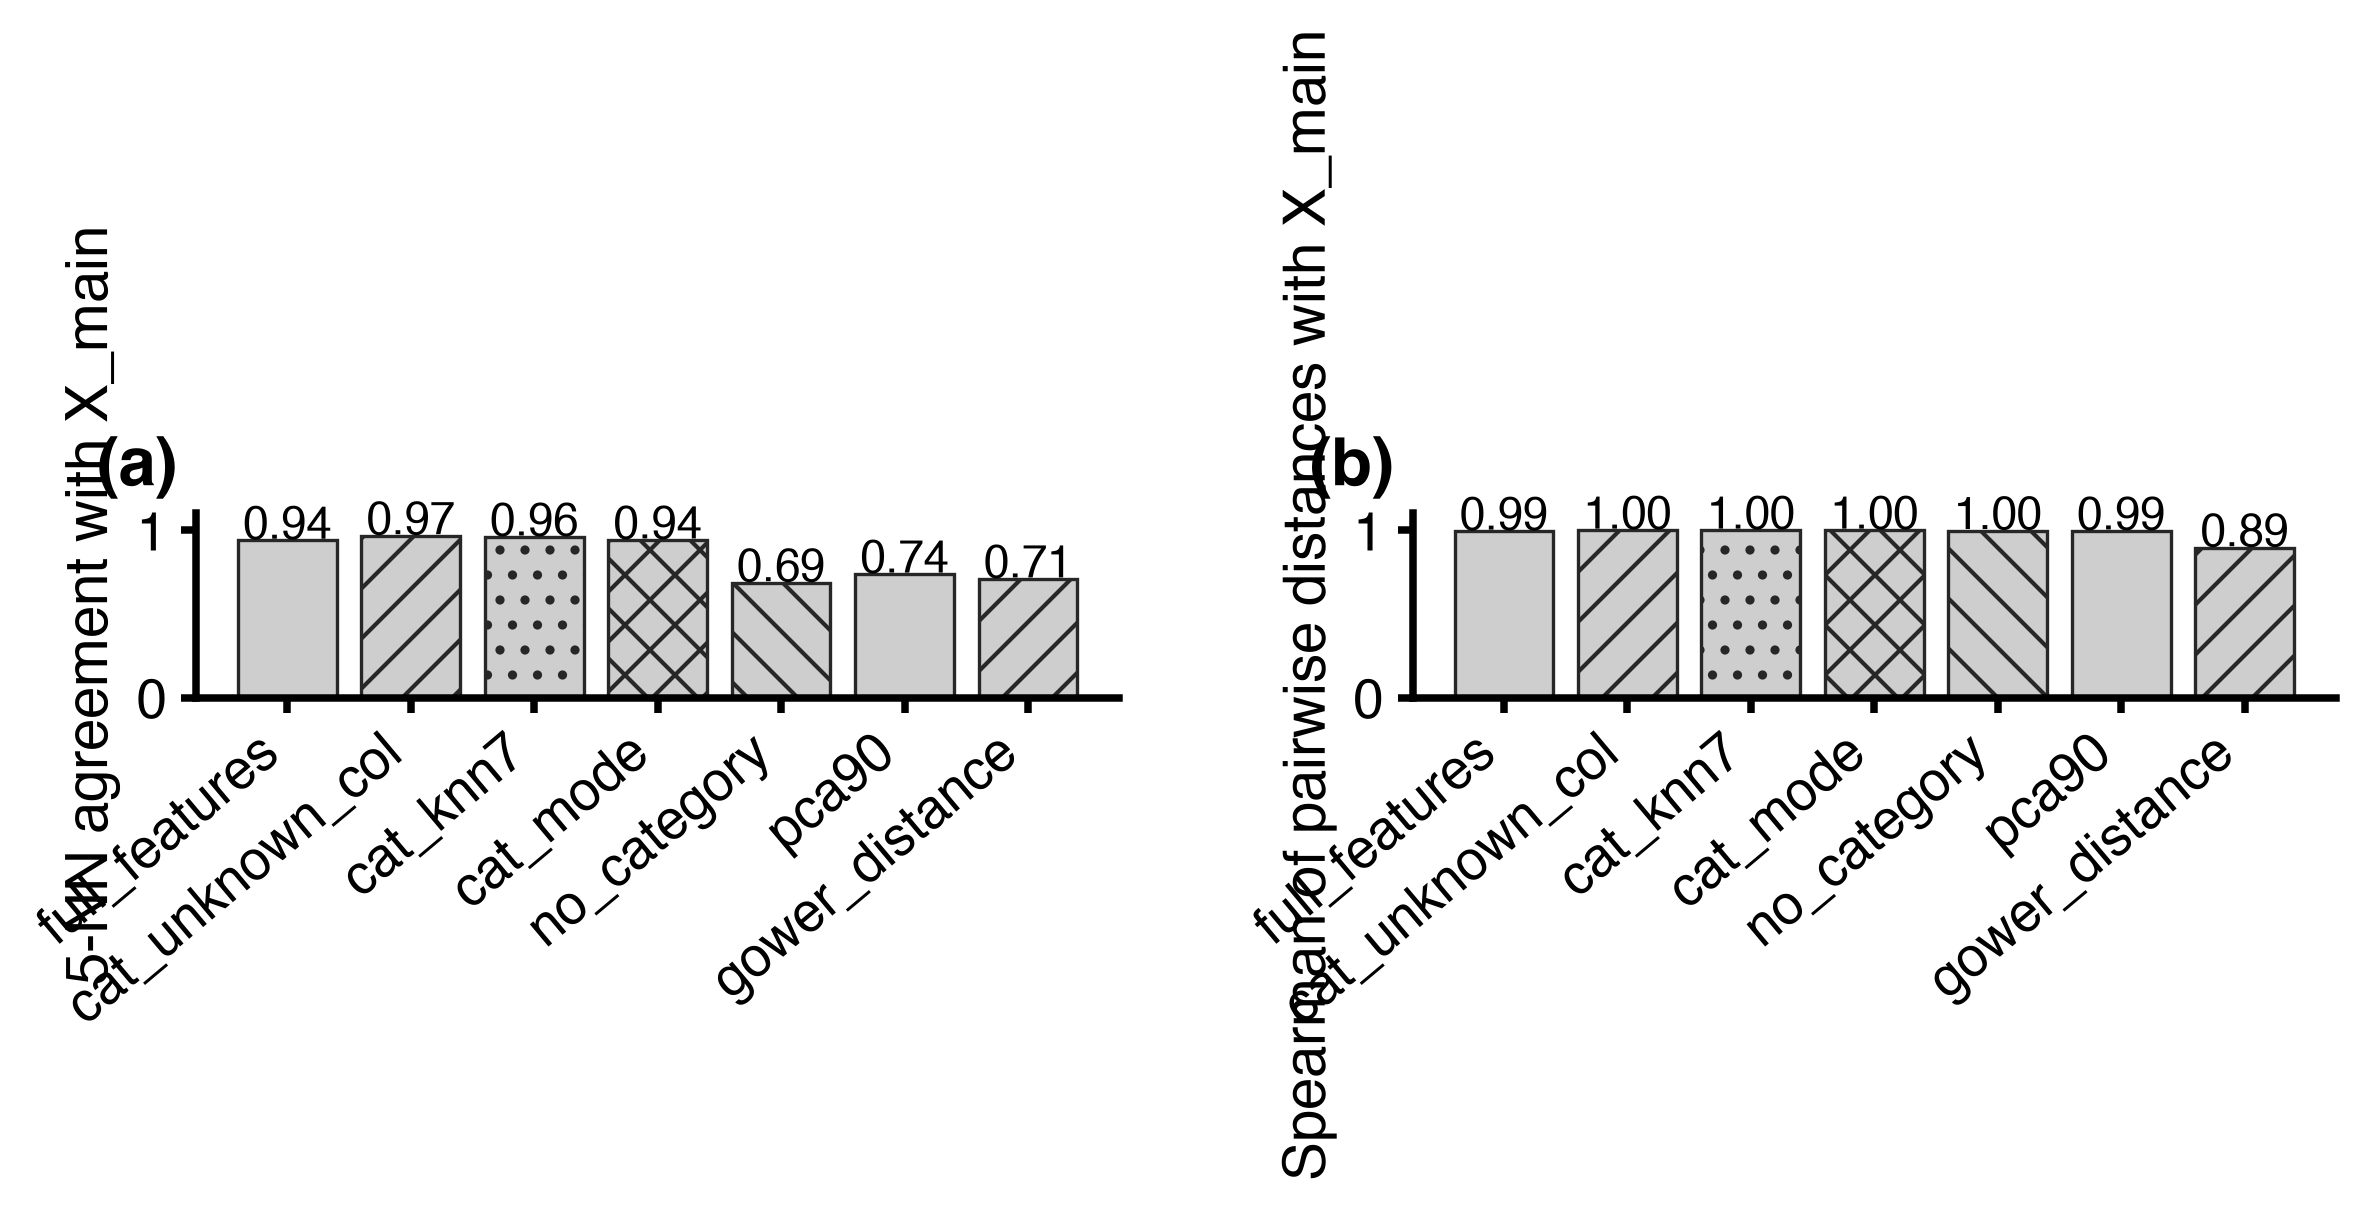 (a)
5-NN agreement with X_main
1
0
0.94
0.97
0.96
0.94
0.69
0.74
0.71
full_features
cat_unknown_col
cat_knn7
cat_mode
no_category
pca90
gower_distance
(b)
Spearman of pairwise distances with X_main
1
0
0.99
1.00
1.00
1.00
1.00
0.99
0.89
full_features
cat_unknown_col
cat_knn7
cat_mode
no_category
pca90
gower_distance